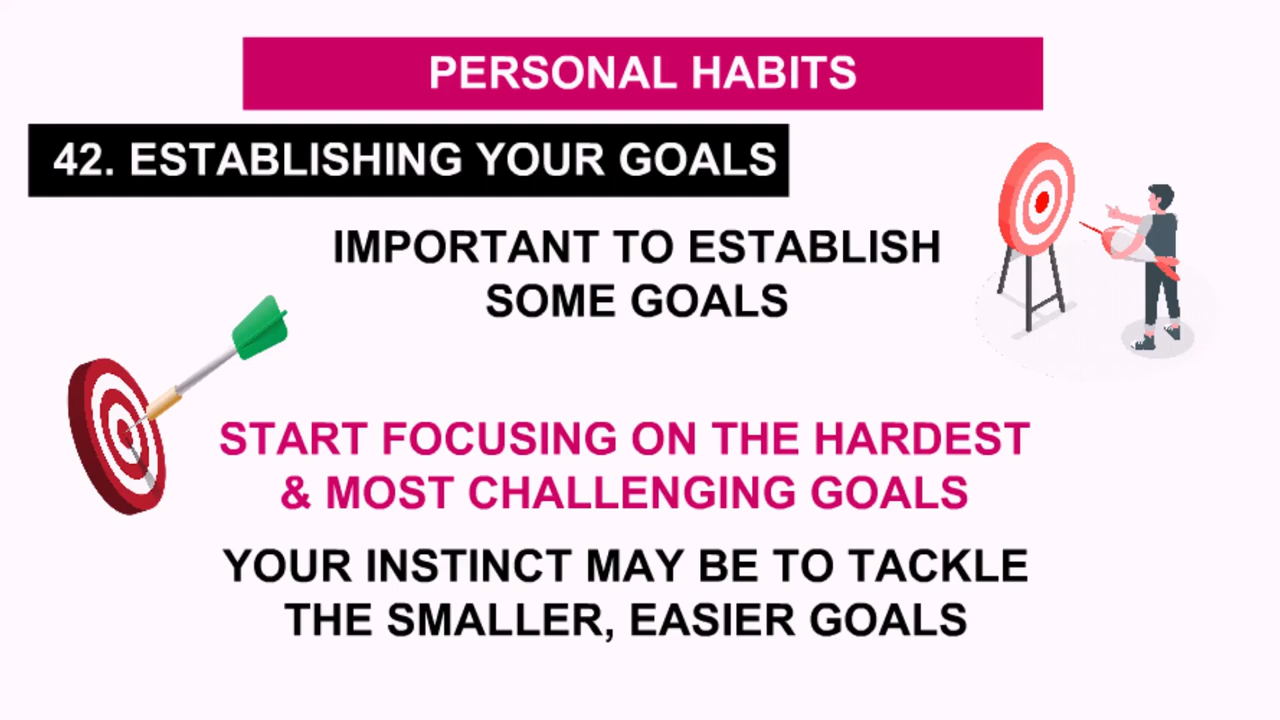 PERSONAL HABITS
42. ESTABLISHING YOUR GOALS
IMPORTANT TO ESTABLISH
SOME GOALS
START FOCUSING ON THE HARDEST
& MOST CHALLENGING GOALS
YOUR INSTINCT MAY BE TO TACKLE
THE SMALLER, EASIER GOALS